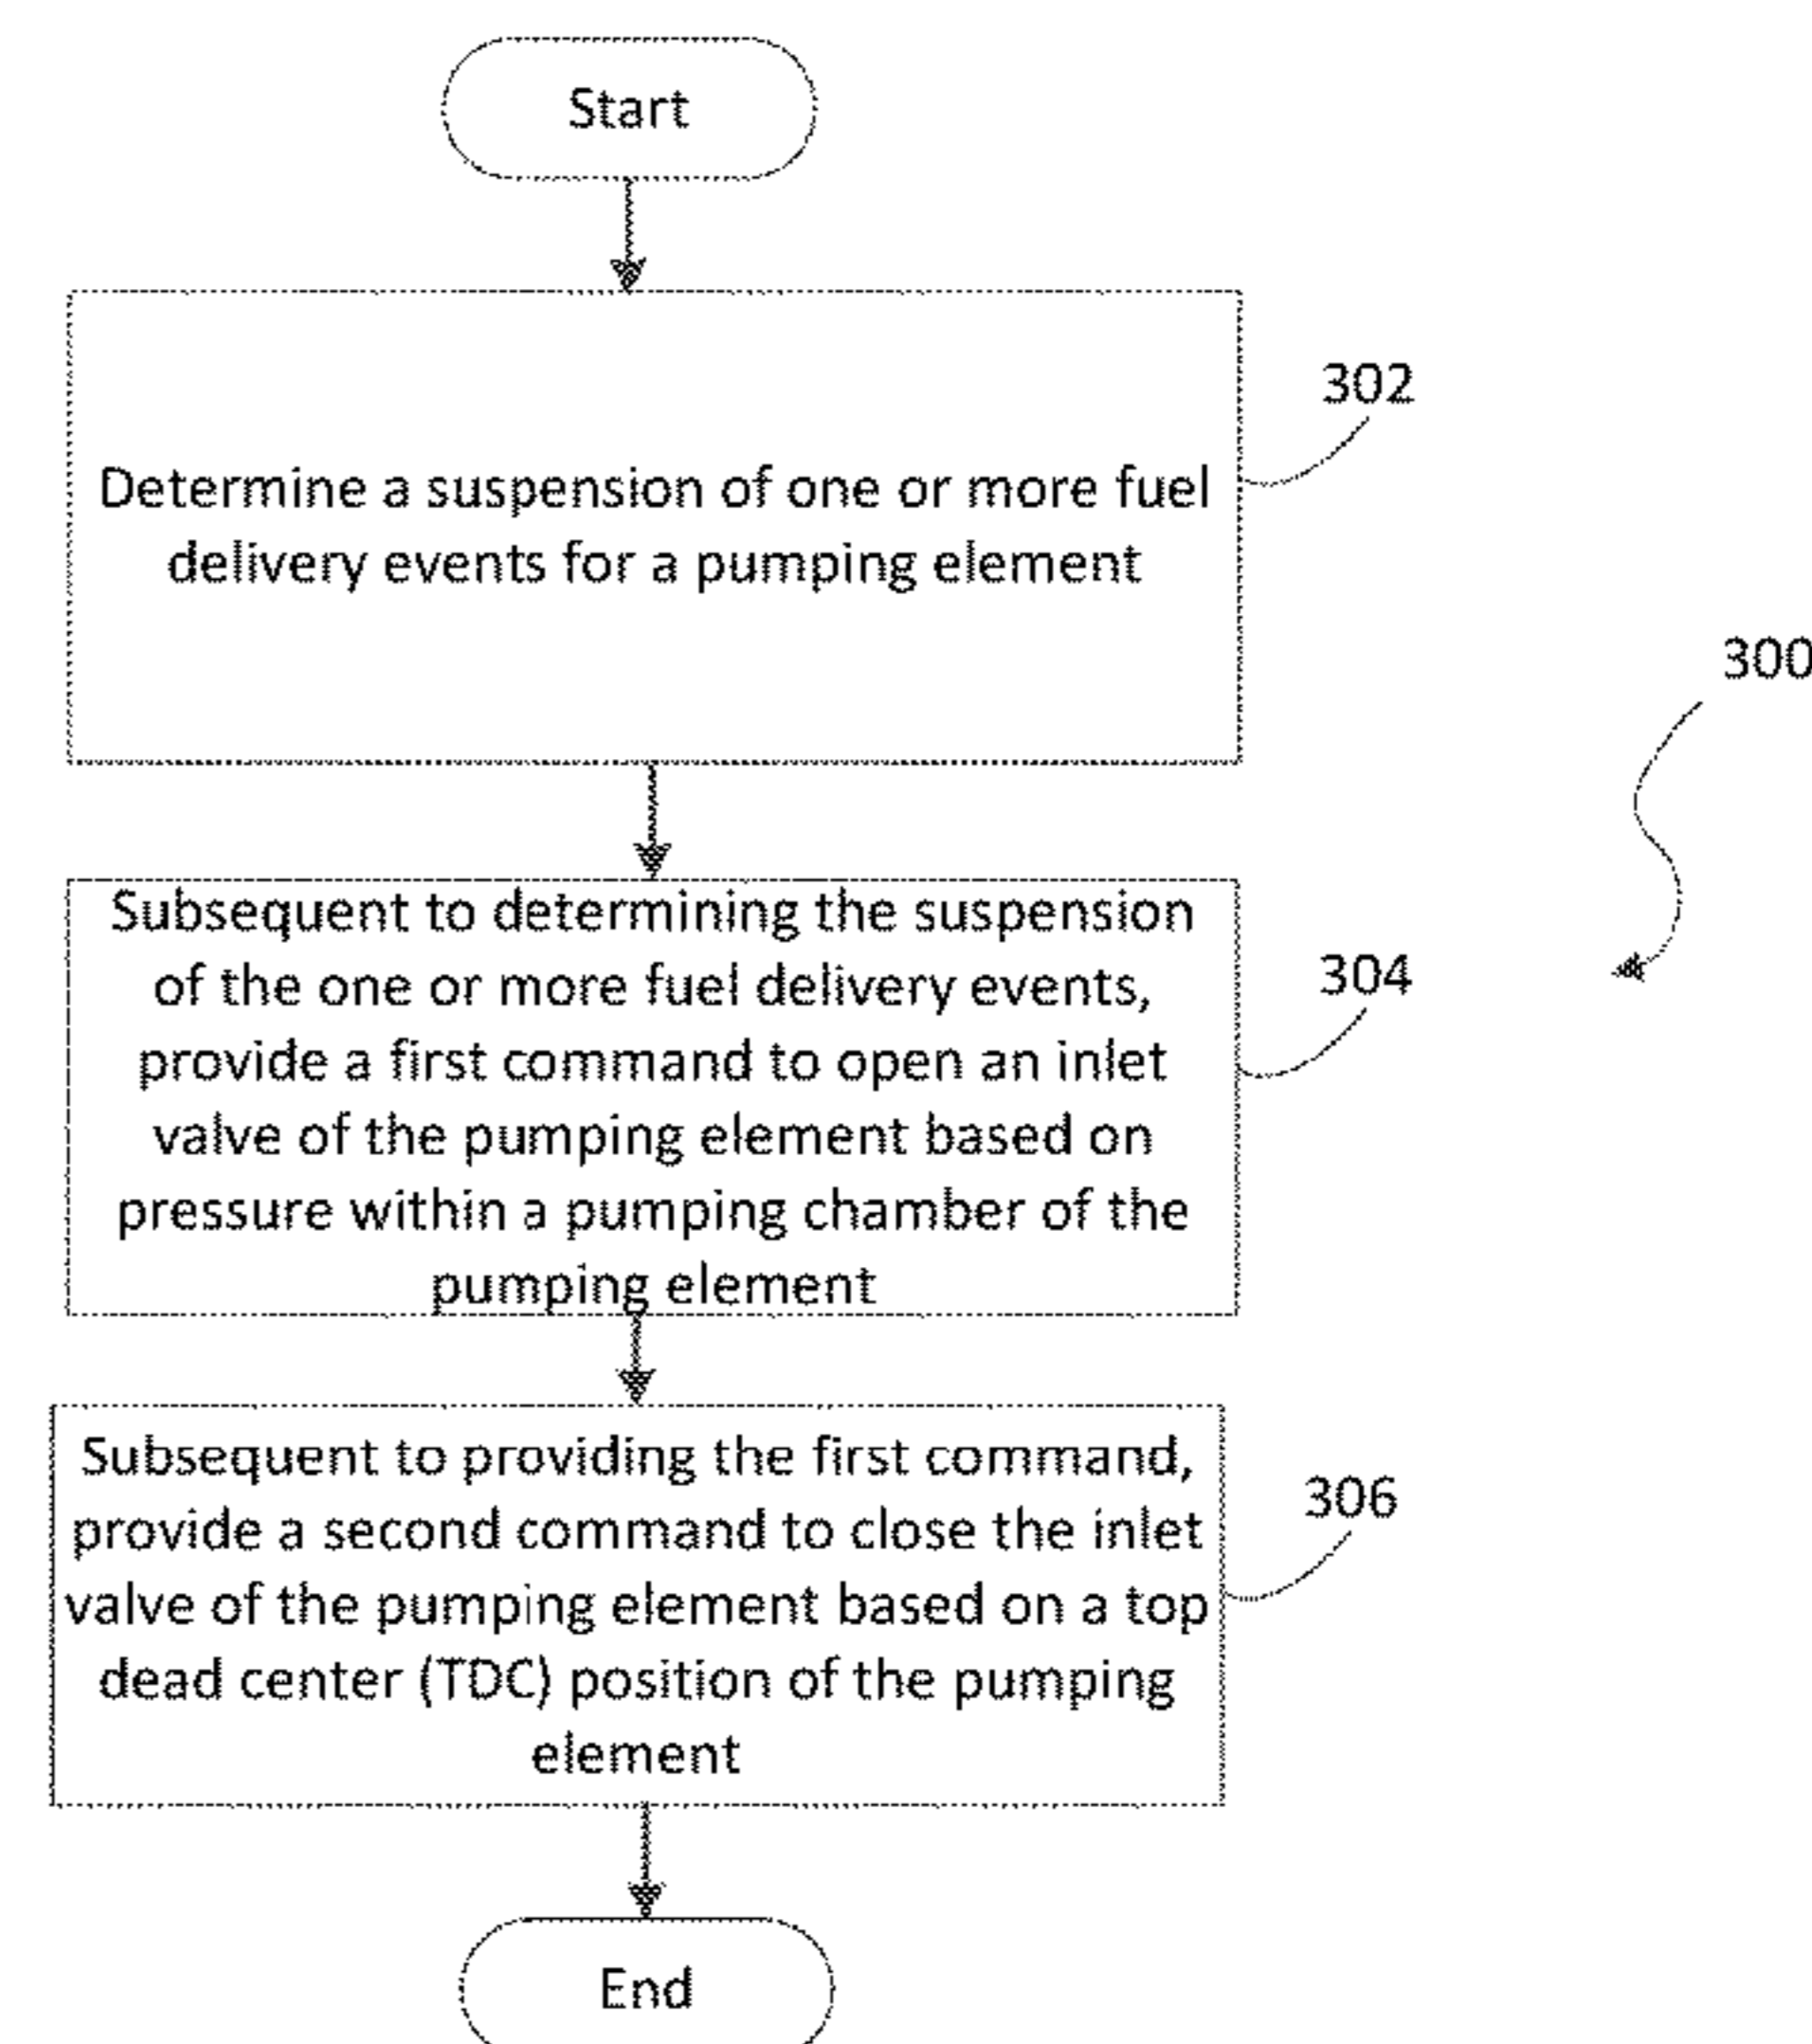 Start
302
Determine a suspension of one or more fuel
delivery events for a pumping element
300
Subsequent to determining the suspension
of the one or more fuel delivery events,
provide a first command to open an inlet
valve of the pumping element based on
pressure within a pumping chamber of the
pumping element
304
Subsequent to providing the first command,
provide a second command to close the inlet
valve of the pumping element based on a top
dead center (TDC) position of the pumping
element
306
End